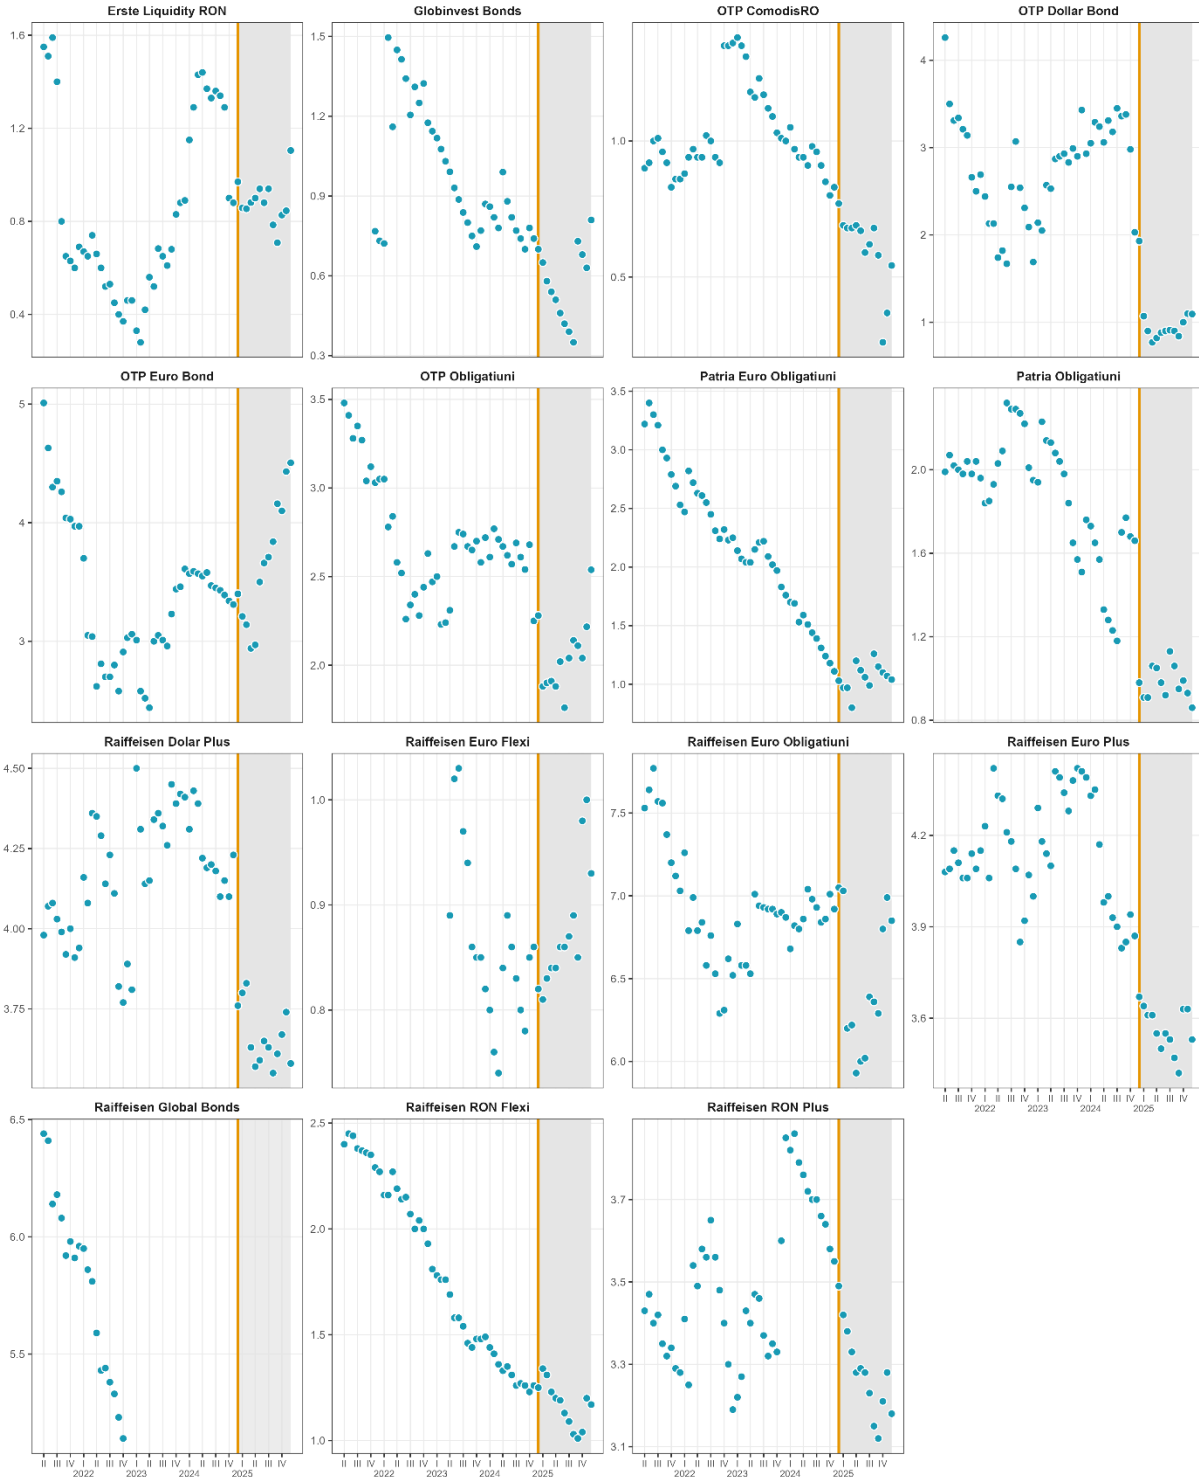 Erste Liquidity RON
Globinvest Bonds
OTP ComodisRO
OTP Dollar Bond
1.6
1.2
0.8
0.4
1.5
1.2
0.9
0.6
0.3
1.0
0.5
4
3
2
1
OTP Euro Bond
OTP Obligatiuni
Patria Euro Obligatiuni
Patria Obligatiuni
5
4
3
3.5
3.0
2.5
2.0
3.5
3.0
2.5
2.0
1.5
1.0
2.0
1.6
1.2
0.8
Raiffeisen Dolar Plus
Raiffeisen Euro Flexi
Raiffeisen Euro Obligatiuni
Raiffeisen Euro Plus
4.50
4.25
4.00
3.75
1.0
0.9
0.8
7.5
7.0
6.5
6.0
4.2
3.9
3.6
II III IV I II III IV I II III IV I II III IV I II III IV
2022 2023 2024 2025
Raiffeisen Global Bonds
Raiffeisen RON Flexi
Raiffeisen RON Plus
6.5
6.0
5.5
2.5
2.0
1.5
1.0
3.7
3.5
3.3
3.1
II III IV I II III IV I II III IV I II III IV I II III IV
2022 2023 2024 2025
II III IV I II III IV I II III IV I II III IV I II III IV
2022 2023 2024 2025
II III IV I II III IV I II III IV I II III IV I II III IV
2022 2023 2024 2025